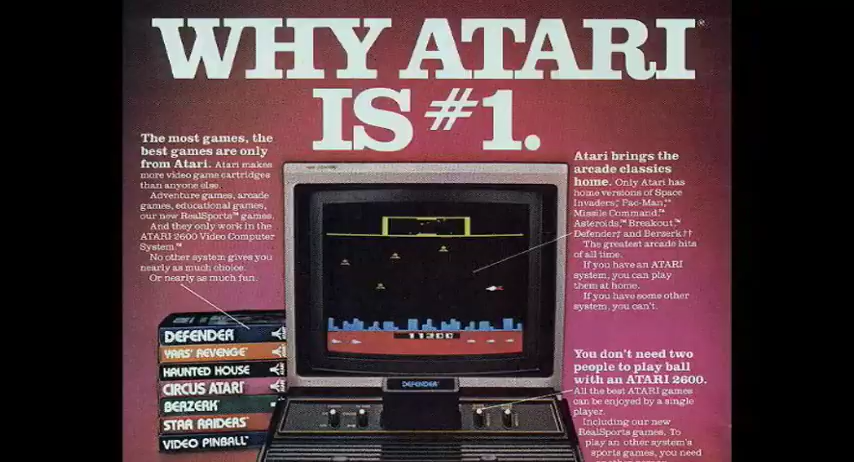 WHY ATARI®
IS #1.
The most games, the
best games are only
from Atari. Atari makes
more video game cartridges
than anyone else.
Adventure games, arcade
games, educational games,
our new RealSports™ games.
And they only work in the
ATARI 2600 Video Computer
System.™
No other system gives you
nearly as much choice.
Or nearly as much fun.
DEFENDER
YARS' REVENGE
HAUNTED HOUSE
CIRCUS ATARI
BERZERK
STAR RAIDERS
VIDEO PINBALL
11300
DEFENDER
Atari brings the
arcade classics
home. Only Atari has
home versions of Space
Invaders,* Pac-Man,**
Missile Command,™
Asteroids,™ Breakout,™
Defender† and Berserk††
The greatest arcade hits
of all time.
If you have an ATARI
system, you can play
them at home.
If you have some other
system, you can't.
You don't need two
people to play ball
with an ATARI 2600.
All the best ATARI games
can be enjoyed by a single
player.
Including our new
RealSports games. To
play an other system's
sports games, you need